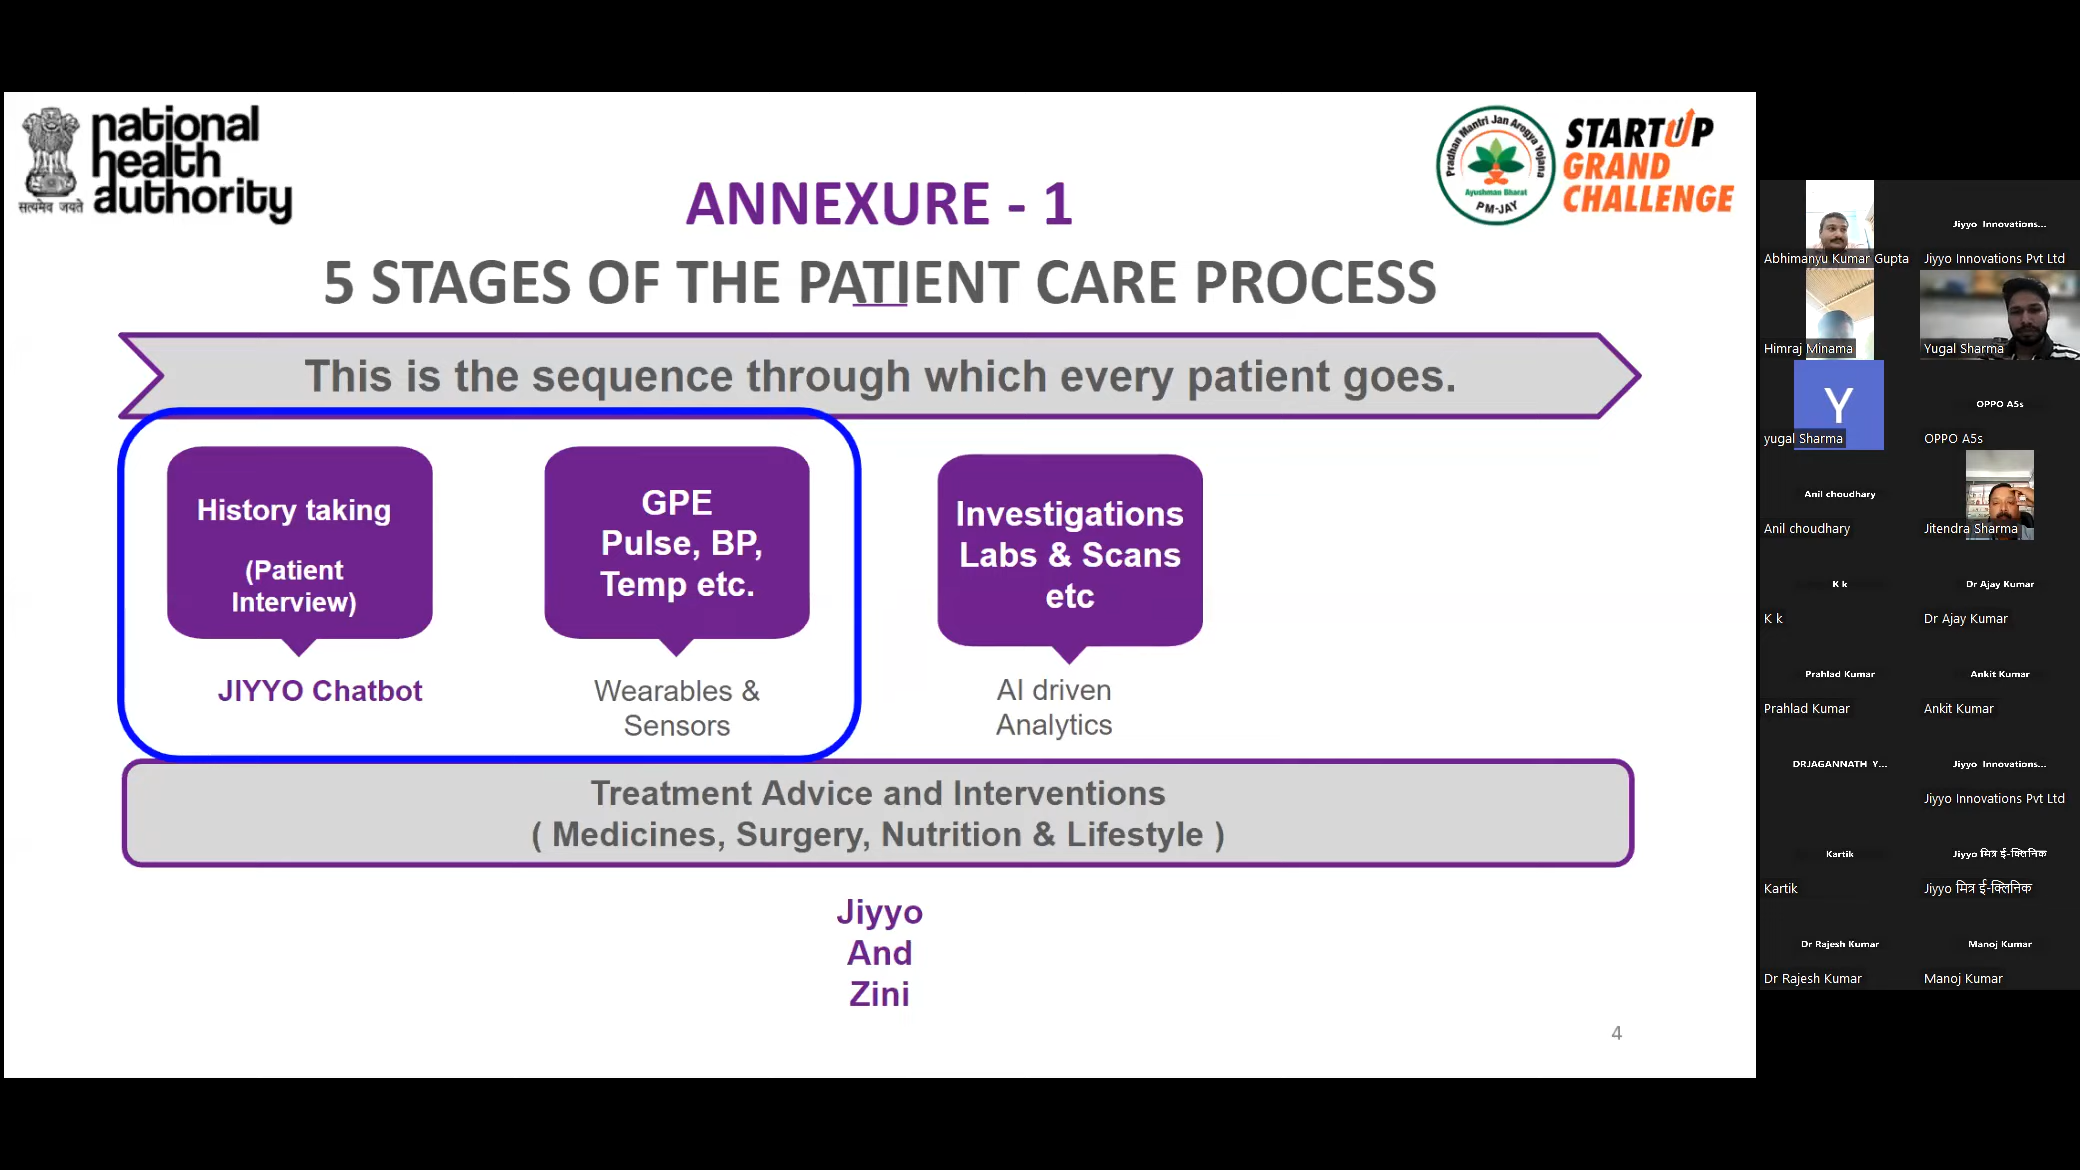 national
health
authority
सत्यमेव जयते
Pradhan Mantri Jan Arogya Yojana
Ayushman Bharat
PM-JAY
STARTUP
GRAND
CHALLENGE
ANNEXURE - 1
5 STAGES OF THE PATIENT CARE PROCESS
This is the sequence through which every patient goes.
History taking
(Patient
Interview)
JIYYO Chatbot
GPE
Pulse, BP,
Temp etc.
Wearables &
Sensors
Investigations
Labs & Scans
etc
AI driven
Analytics
Treatment Advice and Interventions
( Medicines, Surgery, Nutrition & Lifestyle )
Jiyyo
And
Zini
4
Abhimanyu Kumar Gupta
Jiyyo Innovations...
Jiyyo Innovations Pvt Ltd
Himraj Minama
Yugal Sharma
Y
yugal Sharma
OPPO A5s
OPPO A5s
Anil choudhary
Anil choudhary
Jitendra Sharma
K k
K k
Dr Ajay Kumar
Dr Ajay Kumar
Prahlad Kumar
Prahlad Kumar
Ankit Kumar
Ankit Kumar
DRJAGANNATH Y...
Jiyyo Innovations...
Jiyyo Innovations Pvt Ltd
Kartik
Kartik
Jiyyo मित्र ई-क्लिनिक
Jiyyo मित्र ई-क्लिनिक
Dr Rajesh Kumar
Dr Rajesh Kumar
Manoj Kumar
Manoj Kumar